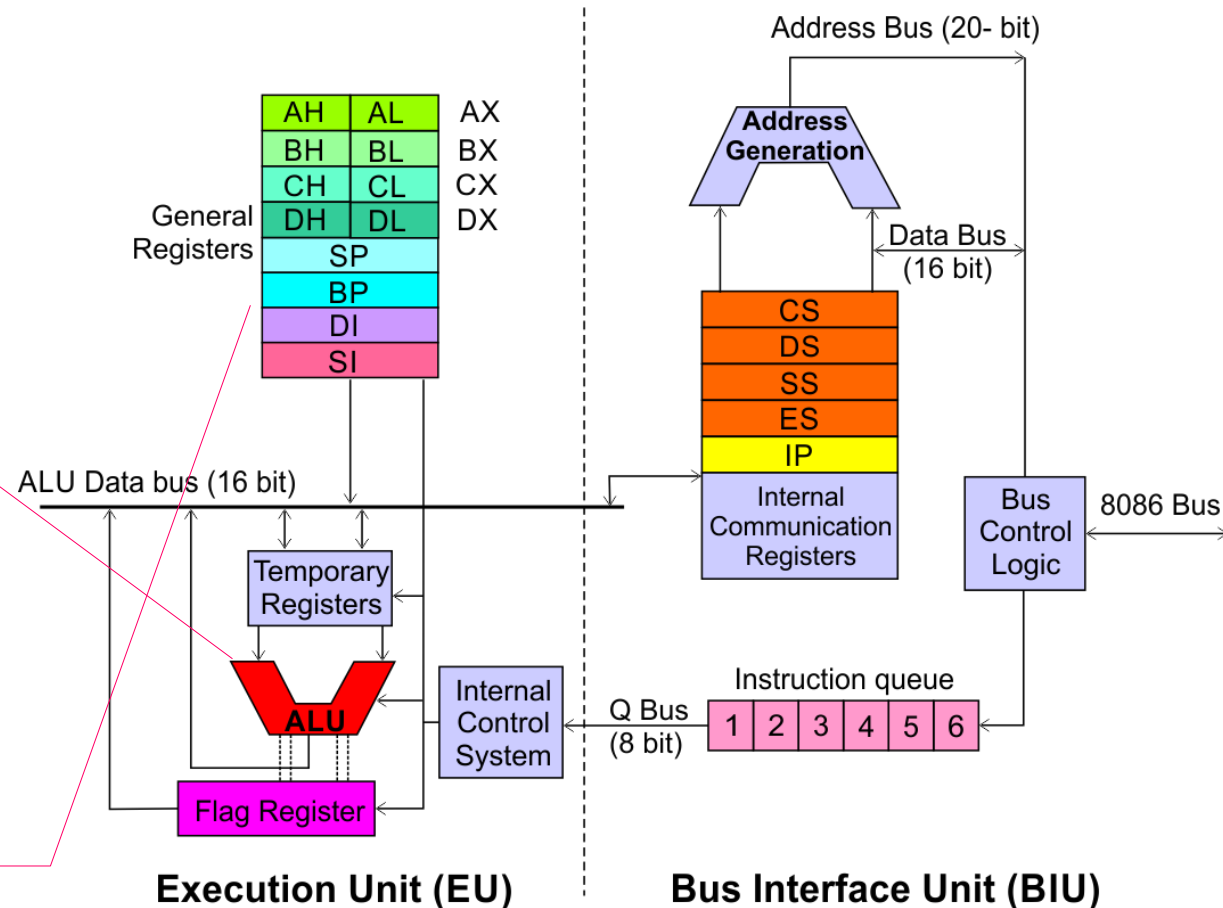 Address Bus (20- bit)
AH AL AX
BH BL BX
CH CL CX
DH DL DX
General
Registers
SP
BP
DI
SI
Address
Generation
Data Bus
(16 bit)
CS
DS
SS
ES
IP
Internal
Communication
Registers
ALU Data bus (16 bit)
Bus
Control
Logic
8086 Bus
Temporary
Registers
ALU
Internal
Control
System
Flag Register
Q Bus
(8 bit)
Instruction queue
1 2 3 4 5 6
Execution Unit (EU)
Bus Interface Unit (BIU)